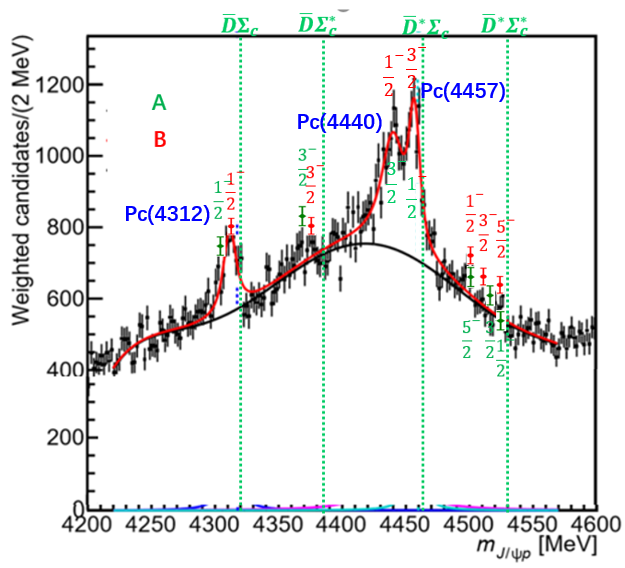 D̅Σc D̅Σc* D̅*Σc D̅*Σc*
Weighted candidates/(2 MeV)
1200
1000
800
600
400
200
0
A
B
1/2⁻ 3/2⁻
Pc(4457)
Pc(4440)
Pc(4312)
1/2⁻ 1/2⁻
3/2⁻ 3/2⁻
3/2⁻ 1/2⁻
1/2⁻ 3/2⁻ 5/2⁻
5/2⁻ 3/2⁻ 1/2⁻
4200 4250 4300 4350 4400 4450 4500 4550 4600
mJ/ψp [MeV]